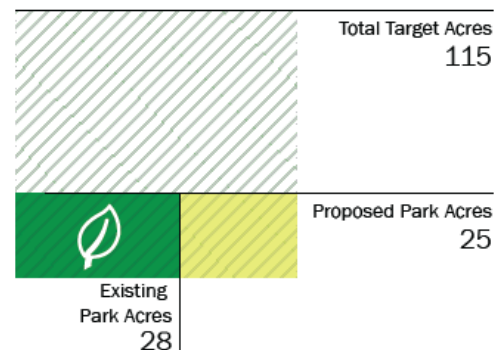 Total Target Acres
115
Proposed Park Acres
25
Existing
Park Acres
28